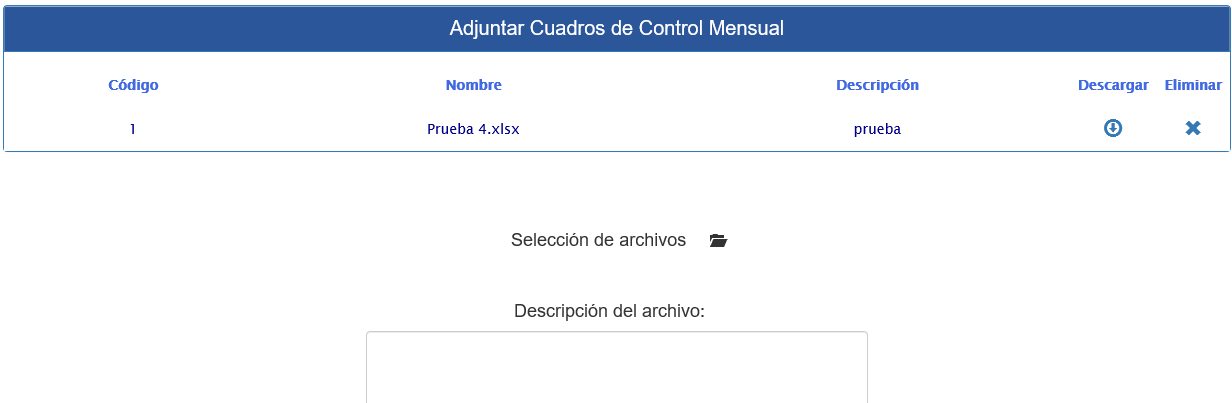 Adjuntar Cuadros de Control Mensual
Código Nombre Descripción Descargar Eliminar
1 Prueba 4.xlsx prueba
Selección de archivos
Descripción del archivo: